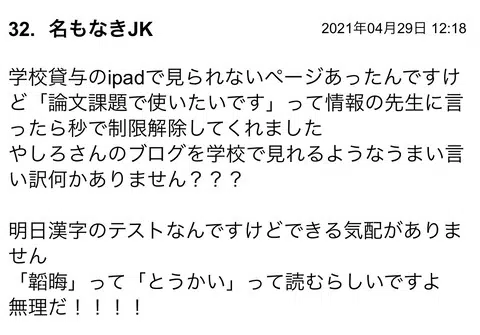 32. 名もなきJK 2021年04月29日 12:18
学校貸与のipadで見られないページあったんですけ
ど「論文課題で使いたいです」って情報の先生に言
ったら秒で制限解除してくれました
やしろさんのブログを学校で見れるようなうまい言
い訳何かありません？？？
明日漢字のテストなんですけどできる気配がありま
せん
「韜晦」って「とうかい」って読むらしいですよ
無理だ！！！！